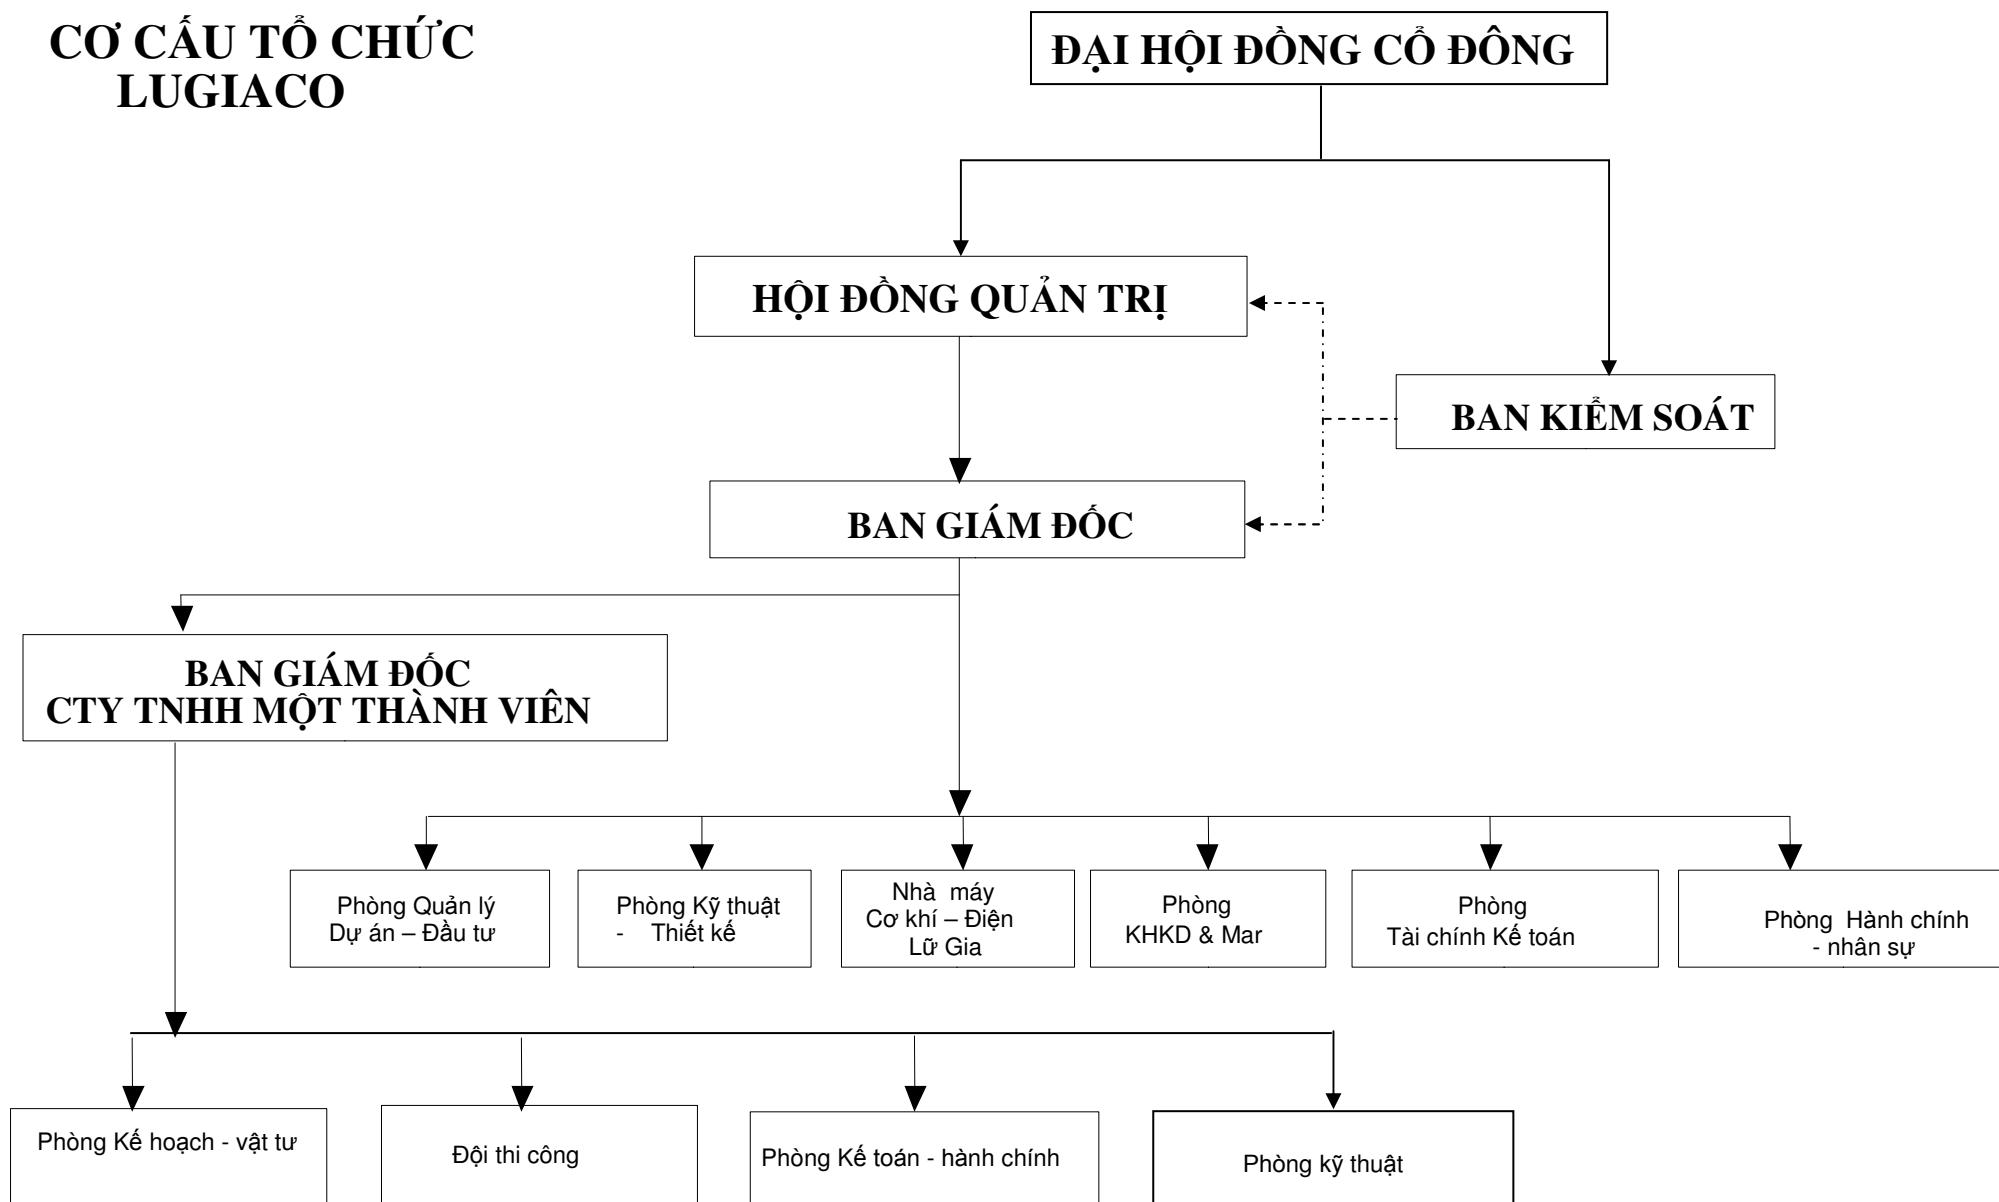 CƠ CẤU TỔ CHỨC
LUGIACO
ĐẠI HỘI ĐỒNG CỔ ĐÔNG
HỘI ĐỒNG QUẢN TRỊ
BAN KIỂM SOÁT
BAN GIÁM ĐỐC
BAN GIÁM ĐỐC
CTY TNHH MỘT THÀNH VIÊN
Phòng Quản lý
Dự án – Đầu tư
Phòng Kỹ thuật
- Thiết kế
Nhà máy
Cơ khí – Điện
Lữ Gia
Phòng
KHKD & Mar
Phòng
Tài chính Kế toán
Phòng Hành chính
- nhân sự
Phòng Kế hoạch - vật tư
Đội thi công
Phòng Kế toán - hành chính
Phòng kỹ thuật